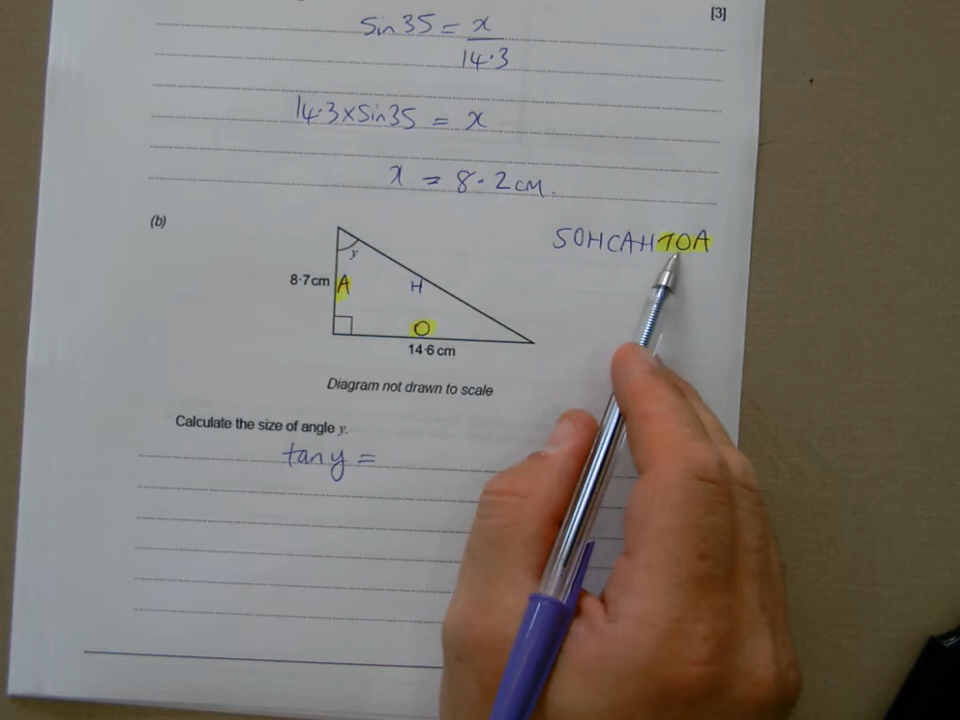 [3]
sin35 = x
14.3
14.3 x sin35 = x
x = 8.2 cm.
(b)
SOHCAHTOA
y
8·7 cm A
H
O
14·6 cm
Diagram not drawn to scale
Calculate the size of angle y.
tan y =